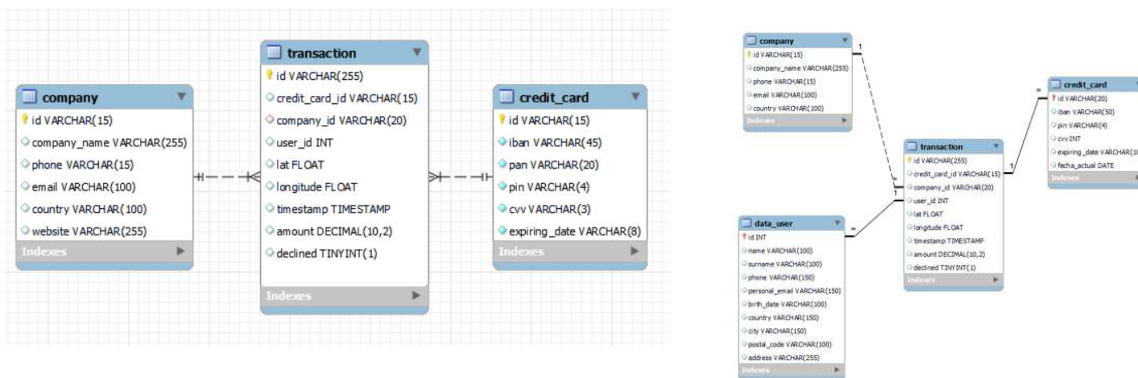 transaction
id VARCHAR(255)
credit_card_id VARCHAR(15)
company_id VARCHAR(20)
user_id INT
lat FLOAT
longitude FLOAT
timestamp TIMESTAMP
amount DECIMAL(10,2)
declined TINYINT(1)
Indexes
company
id VARCHAR(15)
company_name VARCHAR(255)
phone VARCHAR(15)
email VARCHAR(100)
country VARCHAR(100)
website VARCHAR(255)
Indexes
credit_card
id VARCHAR(15)
iban VARCHAR(45)
pan VARCHAR(20)
pin VARCHAR(4)
cvv VARCHAR(3)
expiring_date VARCHAR(8)
Indexes
company
id VARCHAR(15)
company_name VARCHAR(255)
phone VARCHAR(15)
email VARCHAR(100)
country VARCHAR(100)
Indexes
1
credit_card
id VARCHAR(20)
iban VARCHAR(50)
pin VARCHAR(4)
cvv INT
expiring_date VARCHAR(10
fecha_actual DATE
Indexes
transaction
id VARCHAR(255)
credit_card_id VARCHAR(15)
company_id VARCHAR(20)
user_id INT
lat FLOAT
longitude FLOAT
timestamp TIMESTAMP
amount DECIMAL(10,2)
declined TINYINT(1)
Indexes
1
1
data_user
id INT
name VARCHAR(100)
surname VARCHAR(100)
phone VARCHAR(150)
personal_email VARCHAR(150)
birth_date VARCHAR(100)
country VARCHAR(150)
city VARCHAR(150)
postal_code VARCHAR(100)
address VARCHAR(255)
Indexes